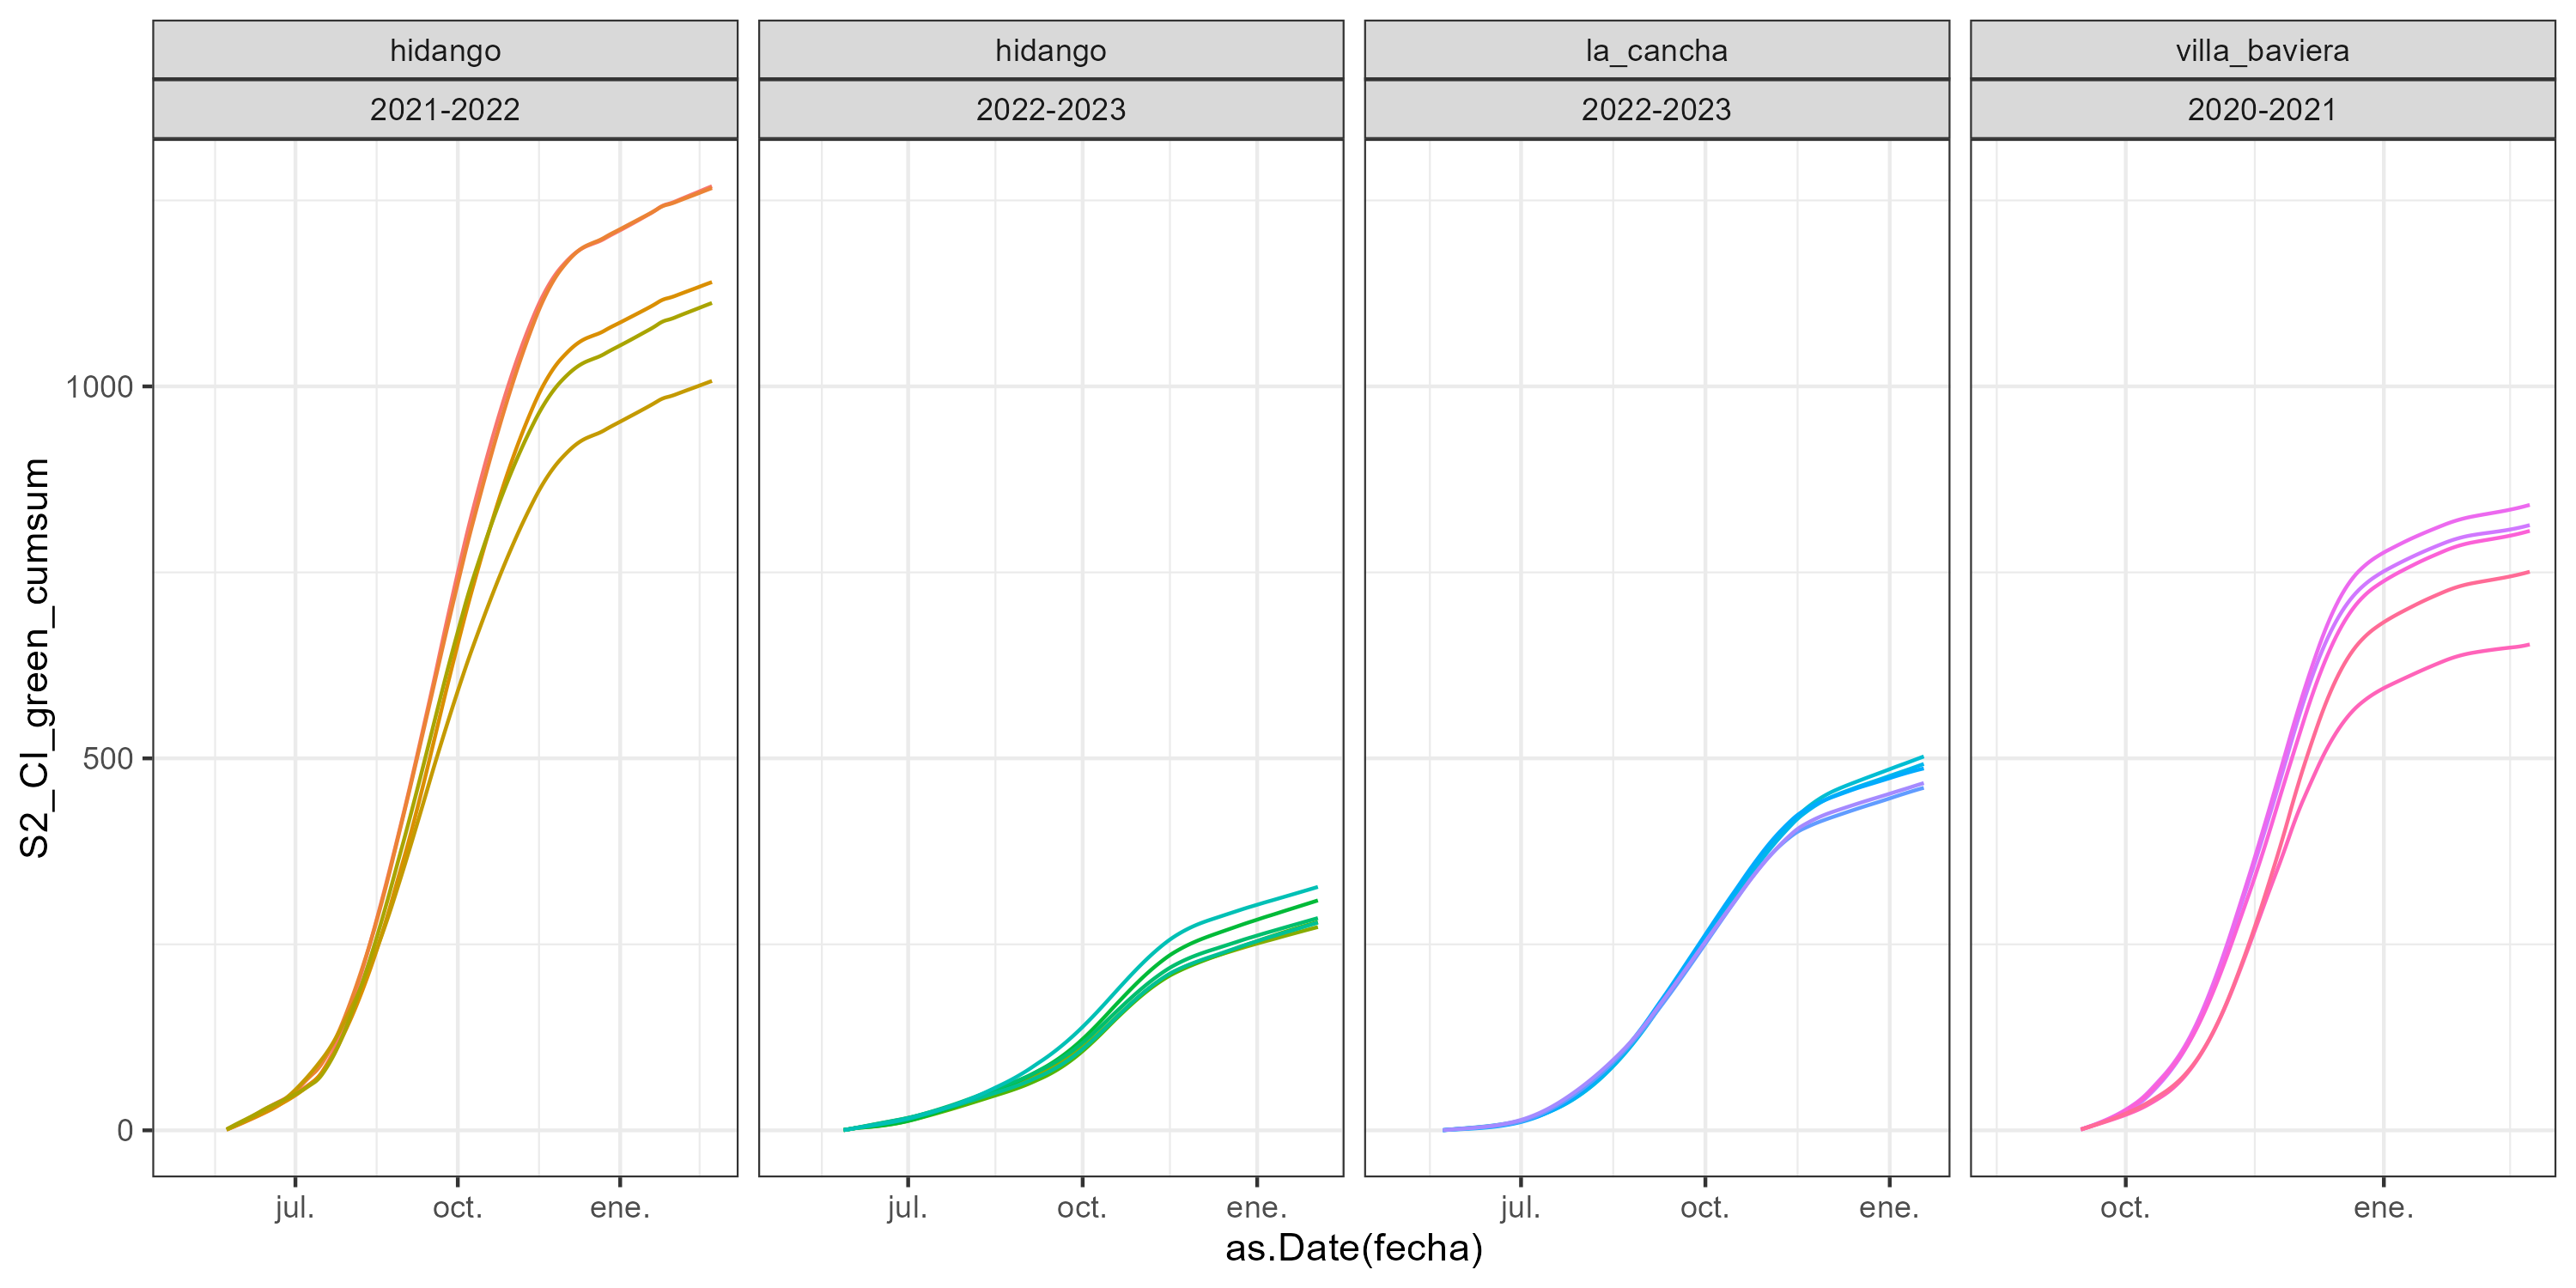 hidango hidango la_cancha villa_baviera
2021-2022 2022-2023 2022-2023 2020-2021
S2_CI_green_cumsum
1000
500
0
jul. oct. ene. jul. oct. ene. jul. oct. ene. oct. ene.
as.Date(fecha)